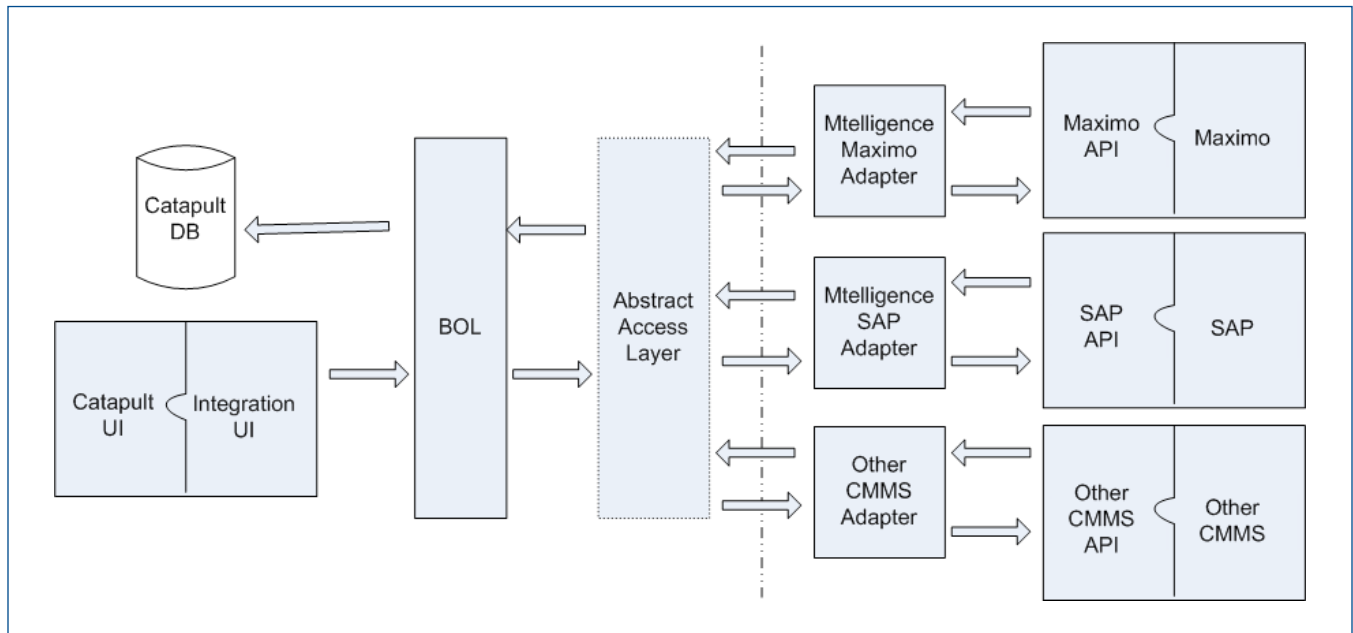 Catapult
DB
Catapult
UI
Integration
UI
BOL
Abstract
Access
Layer
Mtelligence
Maximo
Adapter
Maximo
API
Maximo
Mtelligence
SAP
Adapter
SAP
API
SAP
Other
CMMS
Adapter
Other
CMMS
API
Other
CMMS